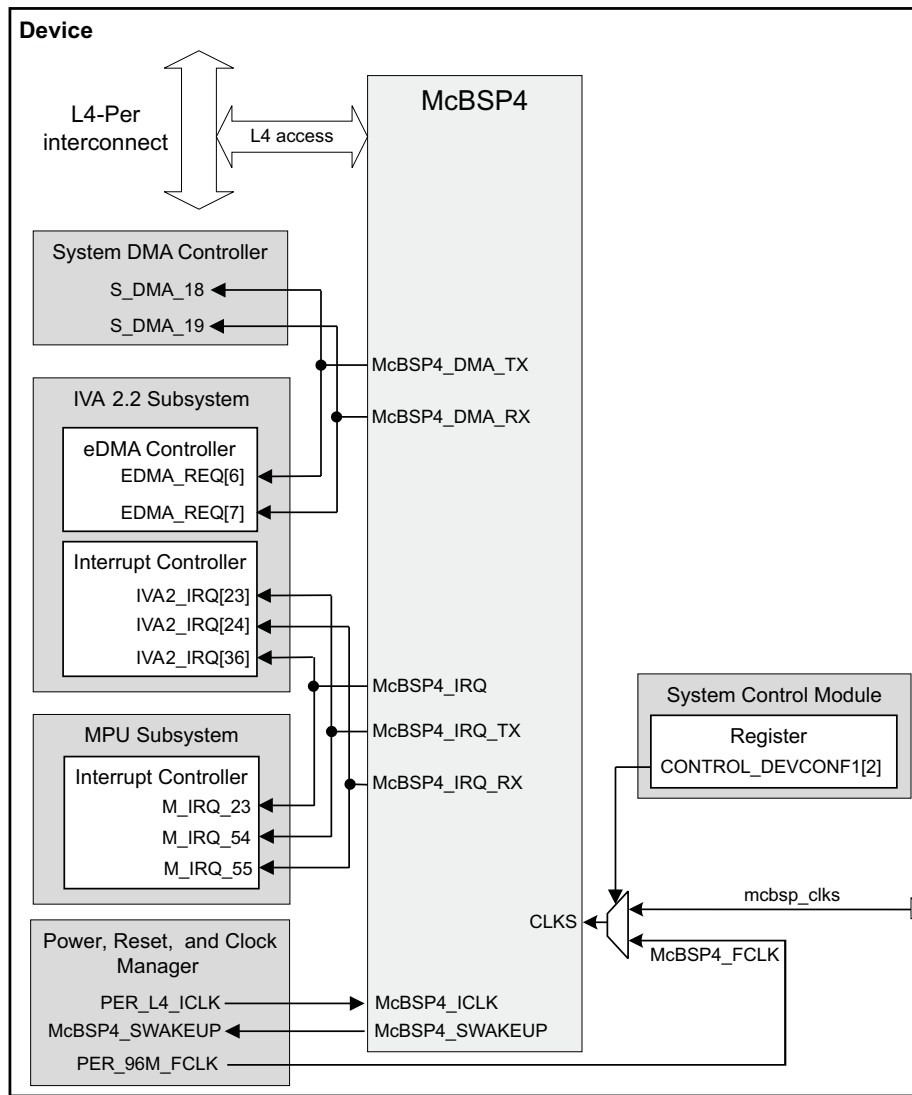 Device
McBSP4
L4-Per
interconnect
L4 access
System DMA Controller
S_DMA_18
S_DMA_19
McBSP4_DMA_TX
McBSP4_DMA_RX
IVA 2.2 Subsystem
eDMA Controller
EDMA_REQ[6]
EDMA_REQ[7]
Interrupt Controller
IVA2_IRQ[23]
IVA2_IRQ[24]
IVA2_IRQ[36]
McBSP4_IRQ
McBSP4_IRQ_TX
McBSP4_IRQ_RX
MPU Subsystem
Interrupt Controller
M_IRQ_23
M_IRQ_54
M_IRQ_55
System Control Module
Register
CONTROL_DEVCONF1[2]
mcbsp_clks
CLKS
McBSP4_FCLK
Power, Reset, and Clock
Manager
PER_L4_ICLK
McBSP4_ICLK
McBSP4_SWAKEUP
McBSP4_SWAKEUP
PER_96M_FCLK